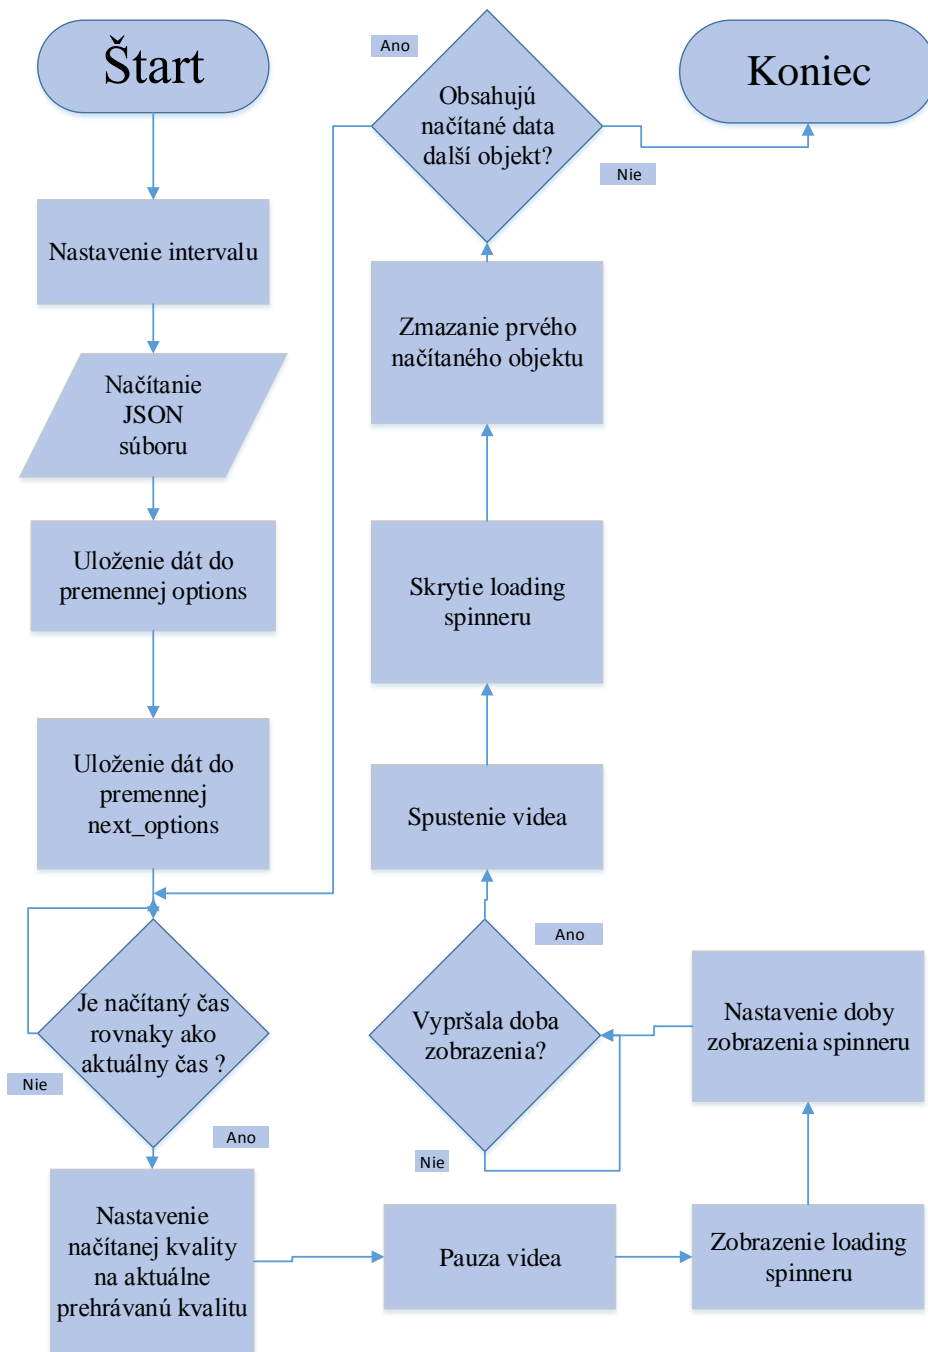 Štart
Nastavenie intervalu
Načítanie
JSON
súboru
Uloženie dát do
premennej options
Uloženie dát do
premennej
next_options
Je načítaný čas
rovnaky ako
aktuálny čas ?
Nie
Ano
Nastavenie
načítanej kvality
na aktuálne
prehrávanú kvalitu
Pauza videa
Zobrazenie loading
spinneru
Nastavenie doby
zobrazenia spinneru
Vypršala doba
zobrazenia?
Nie
Ano
Spustenie videa
Skrytie loading
spinneru
Zmazanie prvého
načítaného objektu
Obsahujú
načítané data
další objekt?
Ano
Nie
Koniec